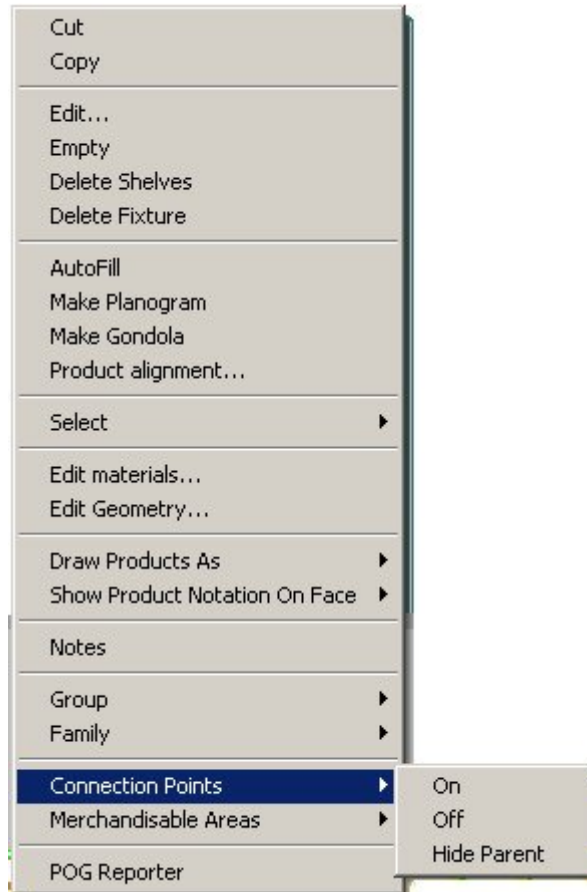 Cut
Copy
Edit...
Empty
Delete Shelves
Delete Fixture
AutoFill
Make Planogram
Make Gondola
Product alignment...
Select
Edit materials...
Edit Geometry...
Draw Products As
Show Product Notation On Face
Notes
Group
Family
Connection Points
On
Merchandisable Areas
Off
Hide Parent
POG Reporter